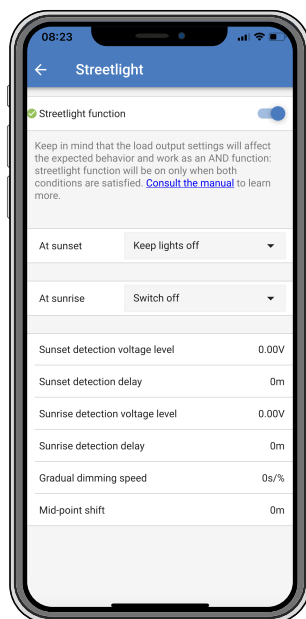 08:23
Streetlight
Streetlight function
Keep in mind that the load output settings will affect
the expected behavior and work as an AND function:
streetlight function will be on only when both
conditions are satisfied. Consult the manual to learn
more.
At sunset Keep lights off
At sunrise Switch off
Sunset detection voltage level 0.00V
Sunset detection delay 0m
Sunrise detection voltage level 0.00V
Sunrise detection delay 0m
Gradual dimming speed 0s/%
Mid-point shift 0m